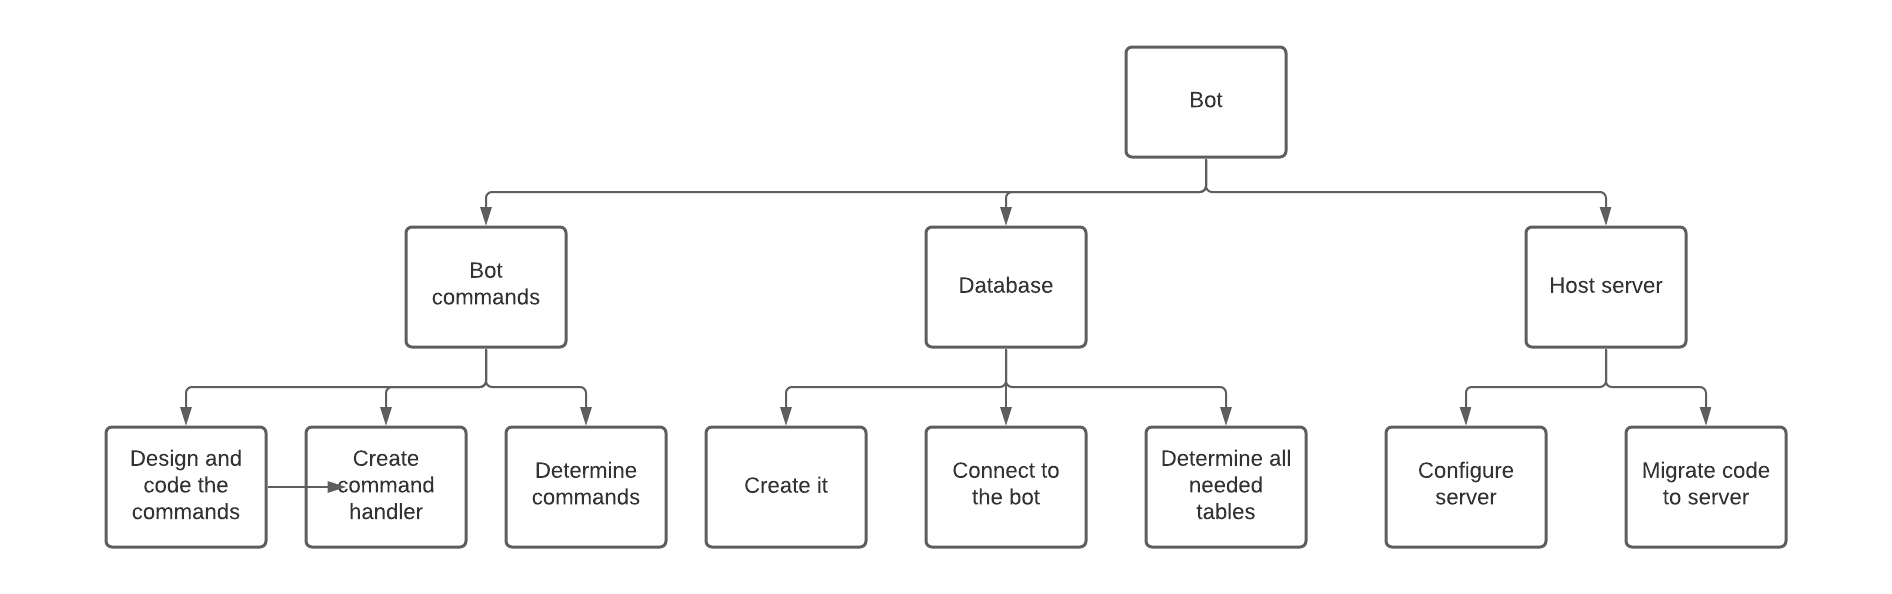 Bot
Bot
commands
Database
Host server
Design and
code the
commands
Create
command
handler
Determine
commands
Create it
Connect to
the bot
Determine all
needed
tables
Configure
server
Migrate code
to server